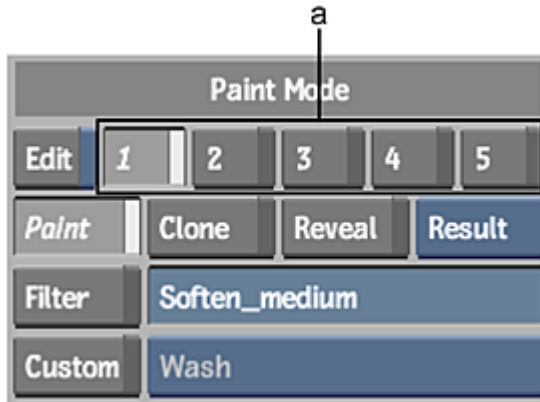 a
Paint Mode
Edit 1 2 3 4 5
Paint Clone Reveal Result
Filter Soften_medium
Custom Wash